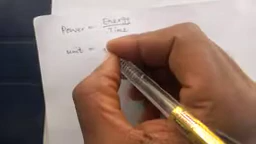 Power = Energy / Time
unit =